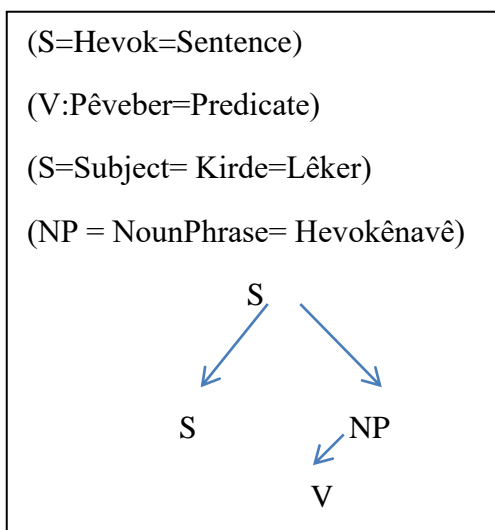 (S=Hevok=Sentence)
(V:Pêveber=Predicate)
(S=Subject= Kirde=Lêker)
(NP = NounPhrase= Hevokênavê)
S
S NP
V